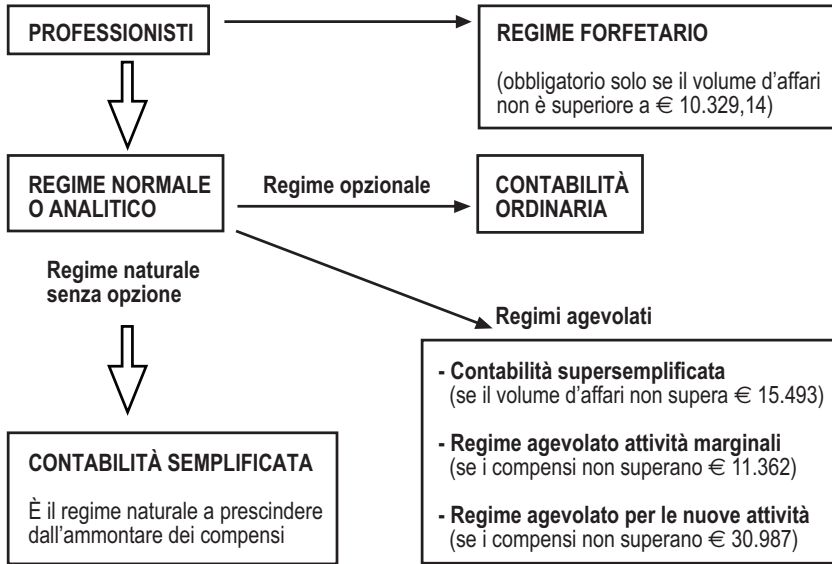 PROFESSIONISTI
REGIME FORFETARIO
(obbligatorio solo se il volume d'affari
non è superiore a € 10.329,14)
REGIME NORMALE
O ANALITICO
Regime opzionale
CONTABILITÀ
ORDINARIA
Regime naturale
senza opzione
Regimi agevolati
- Contabilità supersemplificata
(se il volume d'affari non supera € 15.493)
- Regime agevolato attività marginali
(se i compensi non superano € 11.362)
- Regime agevolato per le nuove attività
(se i compensi non superano € 30.987)
CONTABILITÀ SEMPLIFICATA
È il regime naturale a prescindere
dall'ammontare dei compensi